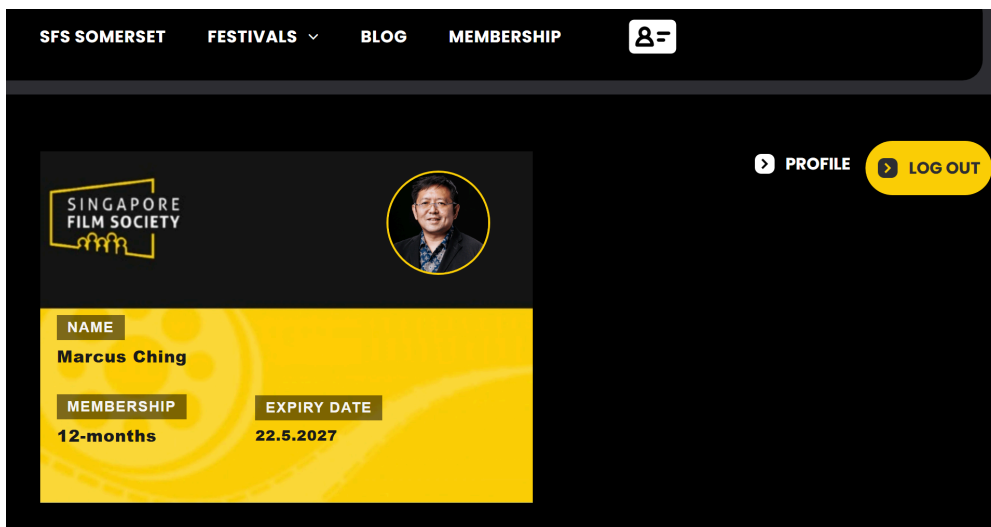 SFS SOMERSET FESTIVALS BLOG MEMBERSHIP
PROFILE LOG OUT
SINGAPORE
FILM SOCIETY
NAME
Marcus Ching
MEMBERSHIP EXPIRY DATE
12-months 22.5.2027